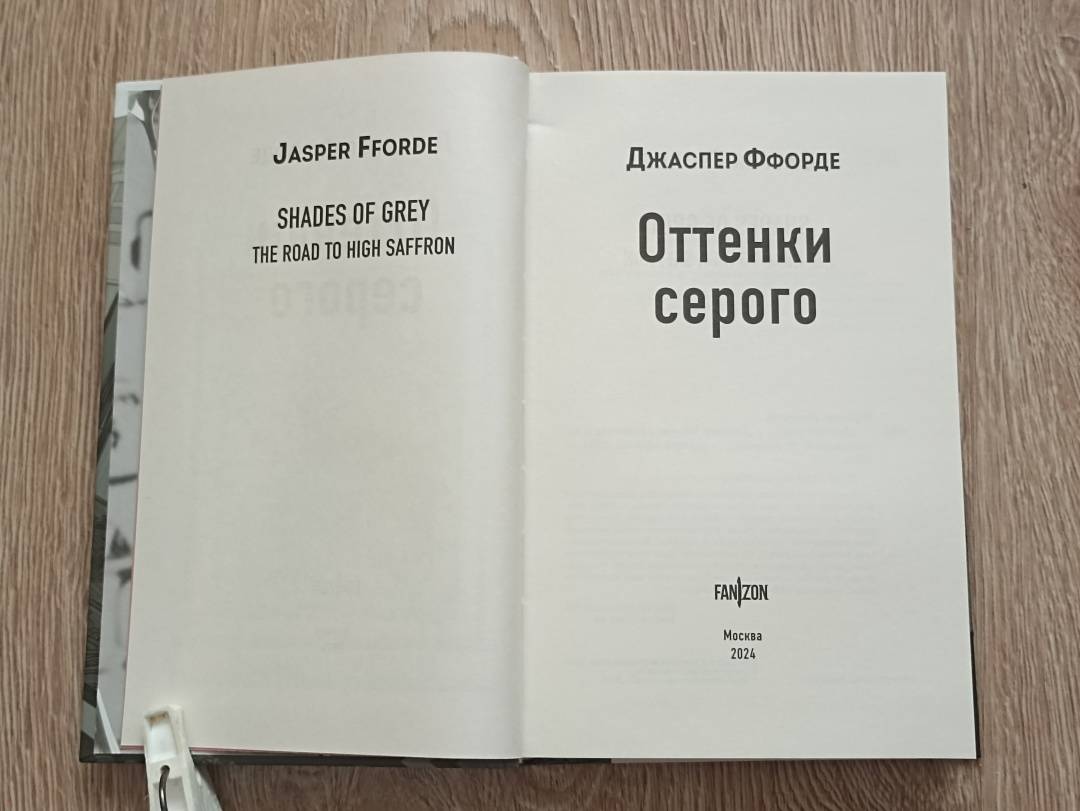 JASPER FFORDE
SHADES OF GREY
THE ROAD TO HIGH SAFFRON
ДЖАСПЕР ФФОРДЕ
Оттенки
серого
FANZON
Москва
2024